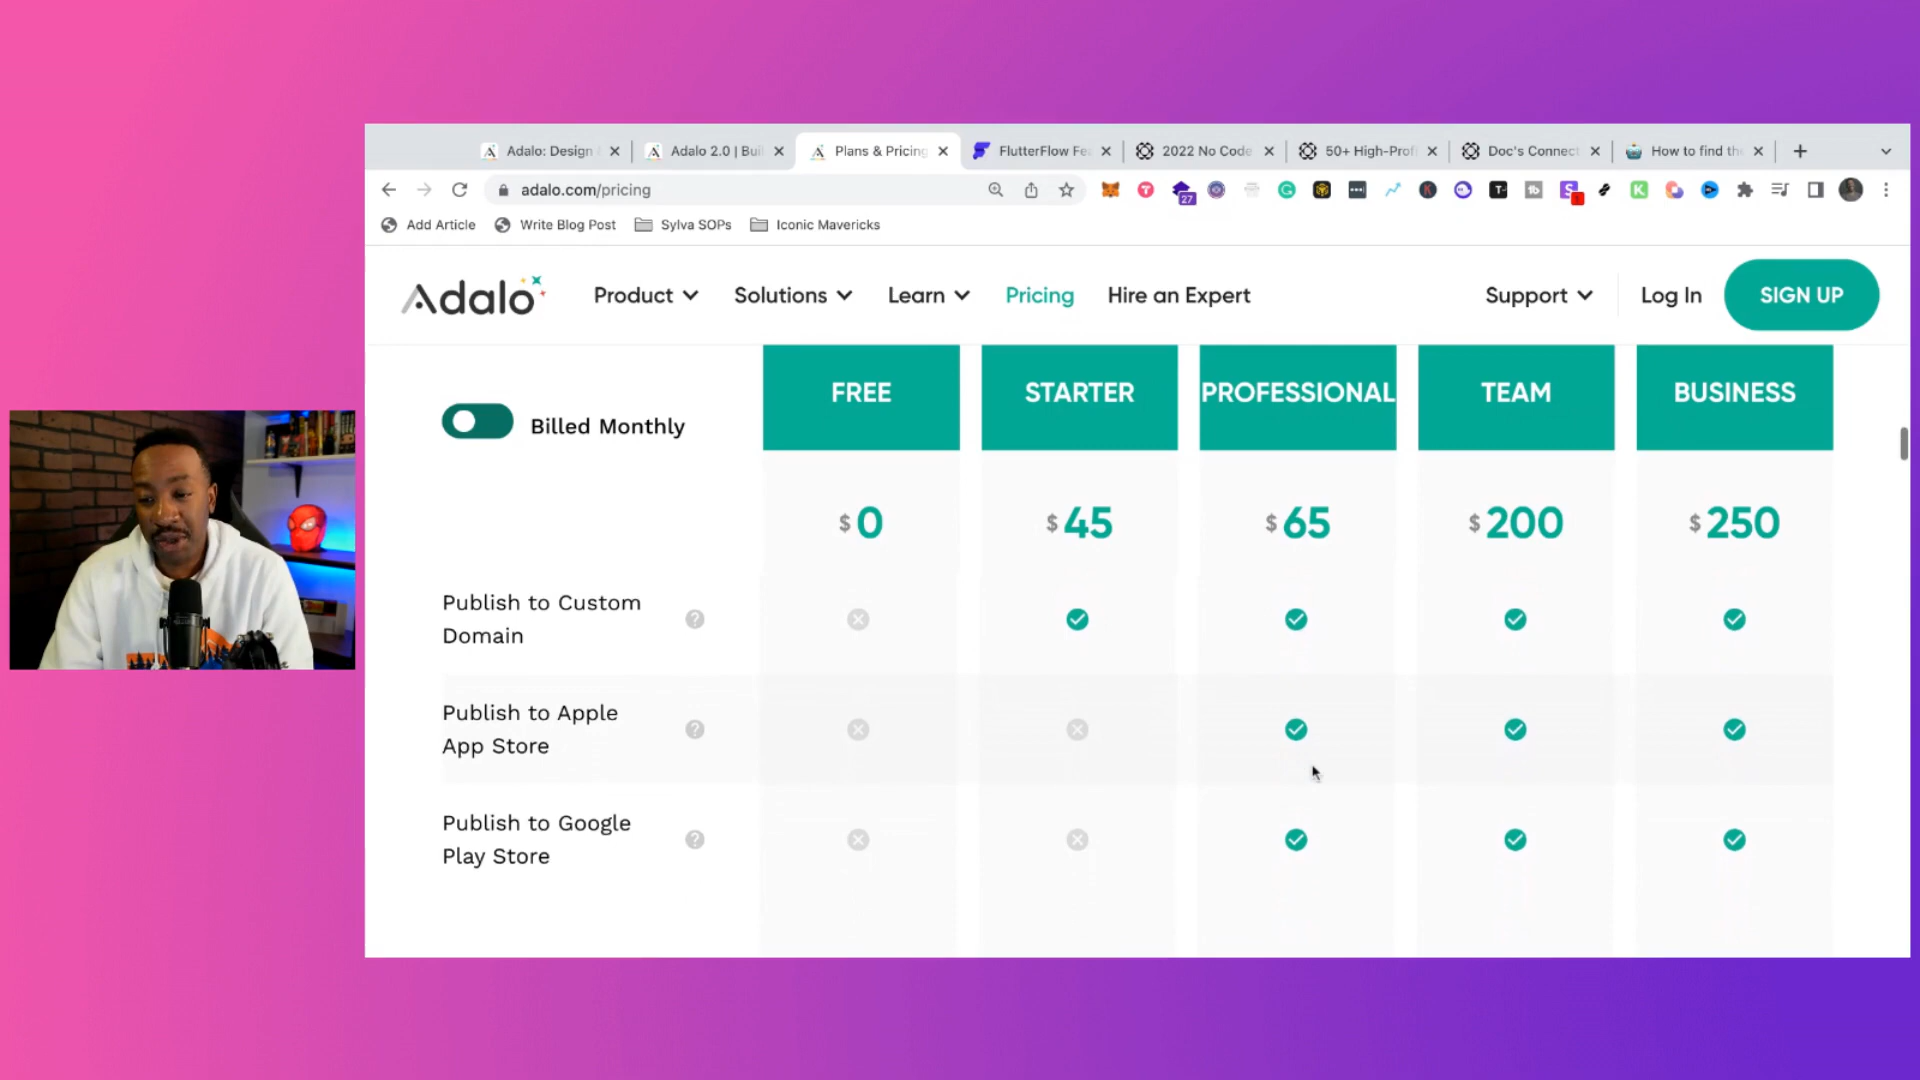 Adalo: Design
Adalo 2.0 | Bui
Plans & Pricing
FlutterFlow Fe
2022 No Code
50+ High-Prof
Doc's Connect
How to find th
adalo.com/pricing
27
Add Article
Write Blog Post
Sylva SOPs
Iconic Mavericks
Adalo
Product
Solutions
Learn
Pricing
Hire an Expert
Support
Log In
SIGN UP
Billed Monthly
FREE
STARTER
PROFESSIONAL
TEAM
BUSINESS
$0
$45
$65
$200
$250
Publish to Custom
Domain
Publish to Apple
App Store
Publish to Google
Play Store